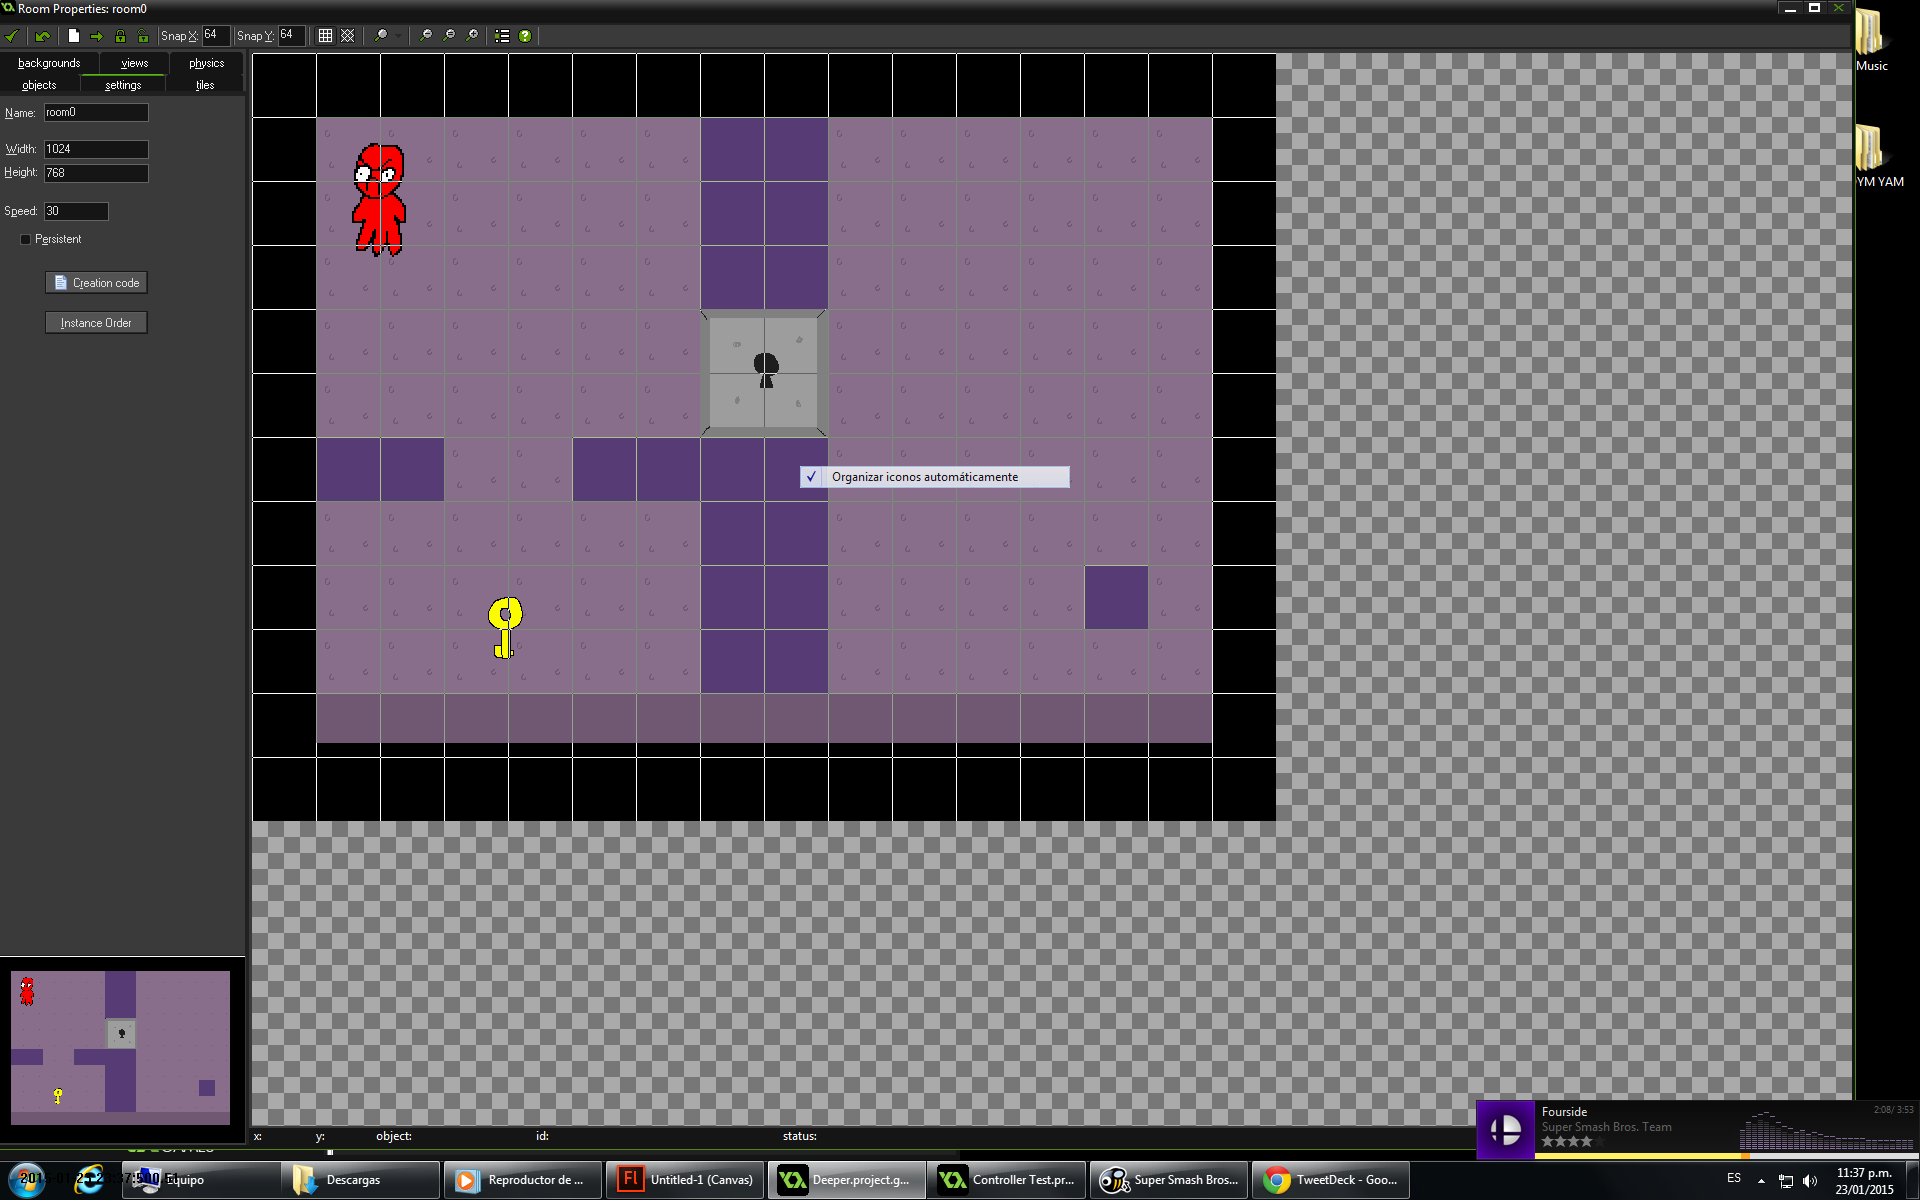 Room Properties: room0
Snap X: 64 Snap Y: 64
backgrounds views physics
objects settings tiles
Name: room0
Width: 1024
Height: 768
Speed: 30
Persistent
Creation code
Instance Order
Organizar iconos automáticamente
Music
YM YAM
x: y: object: id: status:
Fourside
2:08/ 3:53
Super Smash Bros. Team
Equipo
Descargas
Reproductor de ...
Fl
Untitled-1 (Canvas)
Deeper.project.g...
Controller Test.pr...
Super Smash Bros...
TweetDeck - Goo...
ES
11:37 p.m.
23/01/2015